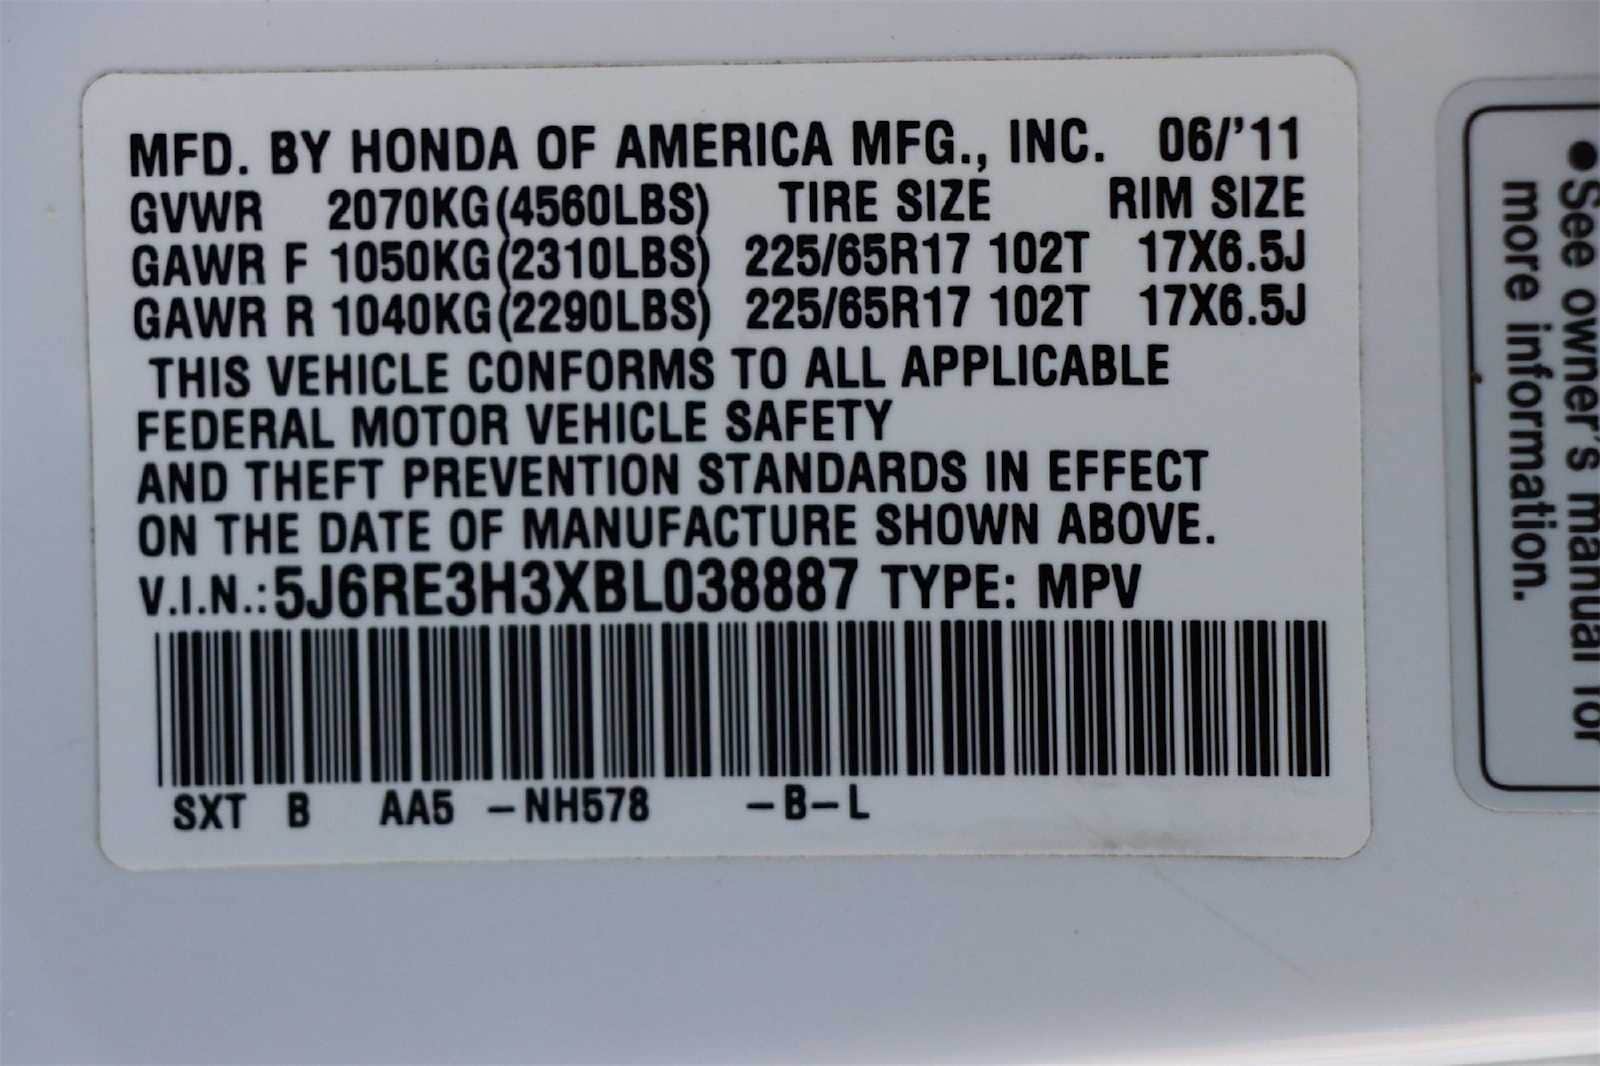 MFD. BY HONDA OF AMERICA MFG., INC. 06/'11
GVWR 2070KG(4560LBS) TIRE SIZE RIM SIZE
GAWR F 1050KG(2310LBS) 225/65R17 102T 17X6.5J
GAWR R 1040KG(2290LBS) 225/65R17 102T 17X6.5J
THIS VEHICLE CONFORMS TO ALL APPLICABLE
FEDERAL MOTOR VEHICLE SAFETY
AND THEFT PREVENTION STANDARDS IN EFFECT
ON THE DATE OF MANUFACTURE SHOWN ABOVE.
V.I.N.:5J6RE3H3XBL038887 TYPE: MPV
SXT B AA5 -NH578 -B-L
●See owner's manual for
more information.